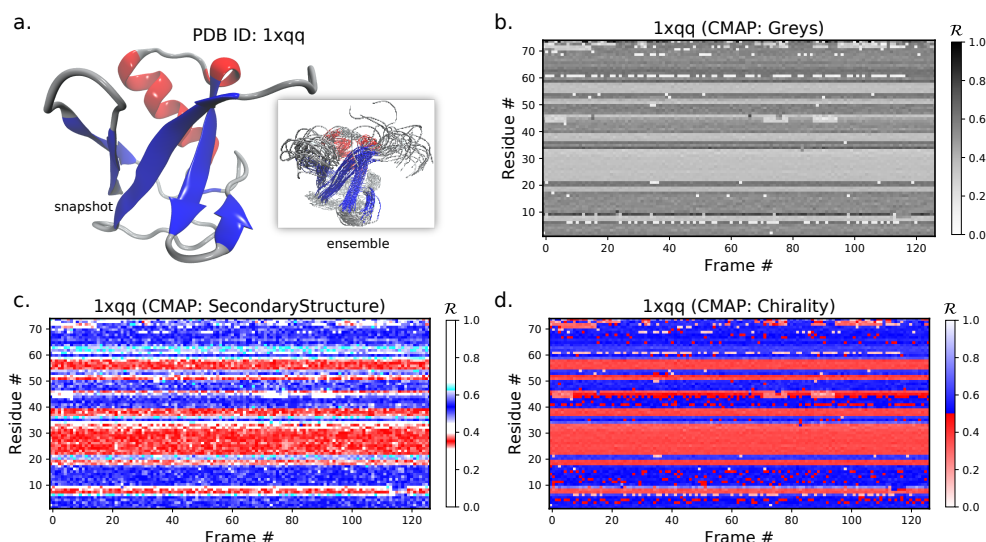 a.
PDB ID: 1xqq
snapshot
ensemble
b.
1xqq (CMAP: Greys)
ℛ
Residue #
70
60
50
40
30
20
10
0 20 40 60 80 100 120
Frame #
1.0
0.8
0.6
0.4
0.2
0.0
c.
1xqq (CMAP: SecondaryStructure)
ℛ
Residue #
70
60
50
40
30
20
10
0 20 40 60 80 100 120
Frame #
1.0
0.8
0.6
0.4
0.2
0.0
d.
1xqq (CMAP: Chirality)
ℛ
Residue #
70
60
50
40
30
20
10
0 20 40 60 80 100 120
Frame #
1.0
0.8
0.6
0.4
0.2
0.0